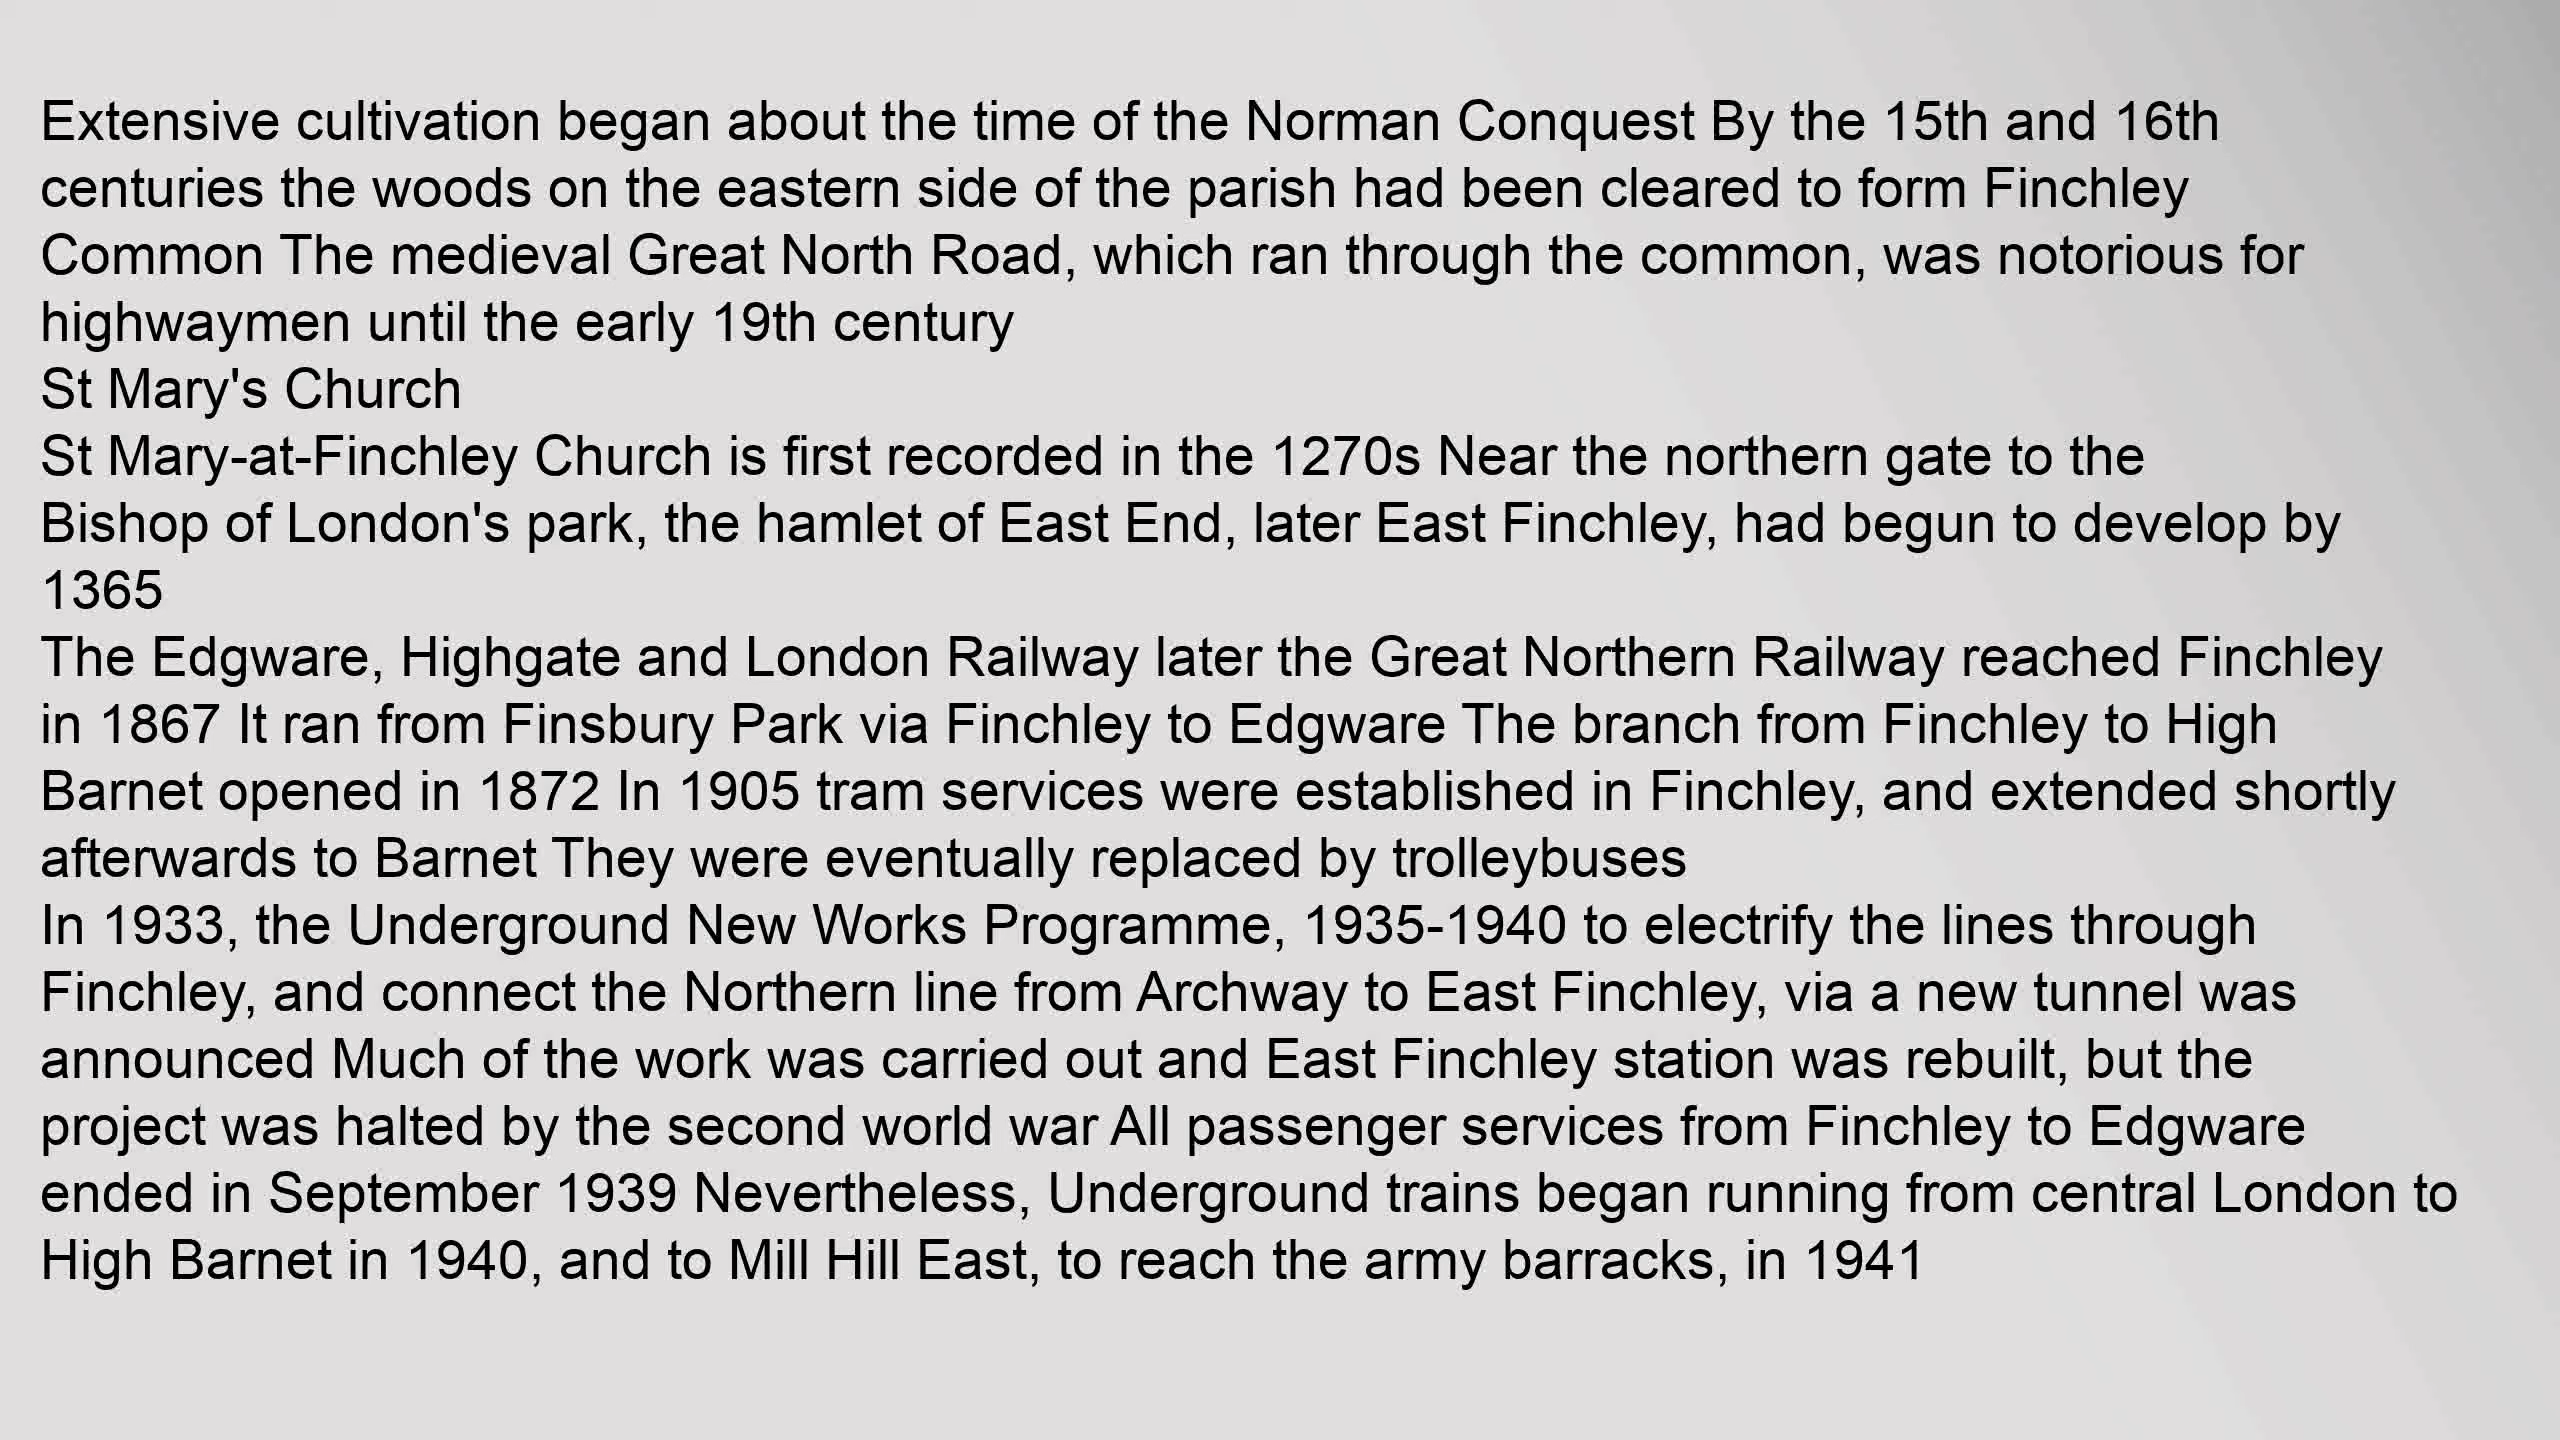 Extensive cultivation began about the time of the Norman Conquest By the 15th and 16th
centuries the woods on the eastern side of the parish had been cleared to form Finchley
Common The medieval Great North Road, which ran through the common, was notorious for
highwaymen until the early 19th century
St Mary's Church
St Mary-at-Finchley Church is first recorded in the 1270s Near the northern gate to the
Bishop of London's park, the hamlet of East End, later East Finchley, had begun to develop by
1365
The Edgware, Highgate and London Railway later the Great Northern Railway reached Finchley
in 1867 It ran from Finsbury Park via Finchley to Edgware The branch from Finchley to High
Barnet opened in 1872 In 1905 tram services were established in Finchley, and extended shortly
afterwards to Barnet They were eventually replaced by trolleybuses
In 1933, the Underground New Works Programme, 1935-1940 to electrify the lines through
Finchley, and connect the Northern line from Archway to East Finchley, via a new tunnel was
announced Much of the work was carried out and East Finchley station was rebuilt, but the
project was halted by the second world war All passenger services from Finchley to Edgware
ended in September 1939 Nevertheless, Underground trains began running from central London to
High Barnet in 1940, and to Mill Hill East, to reach the army barracks, in 1941